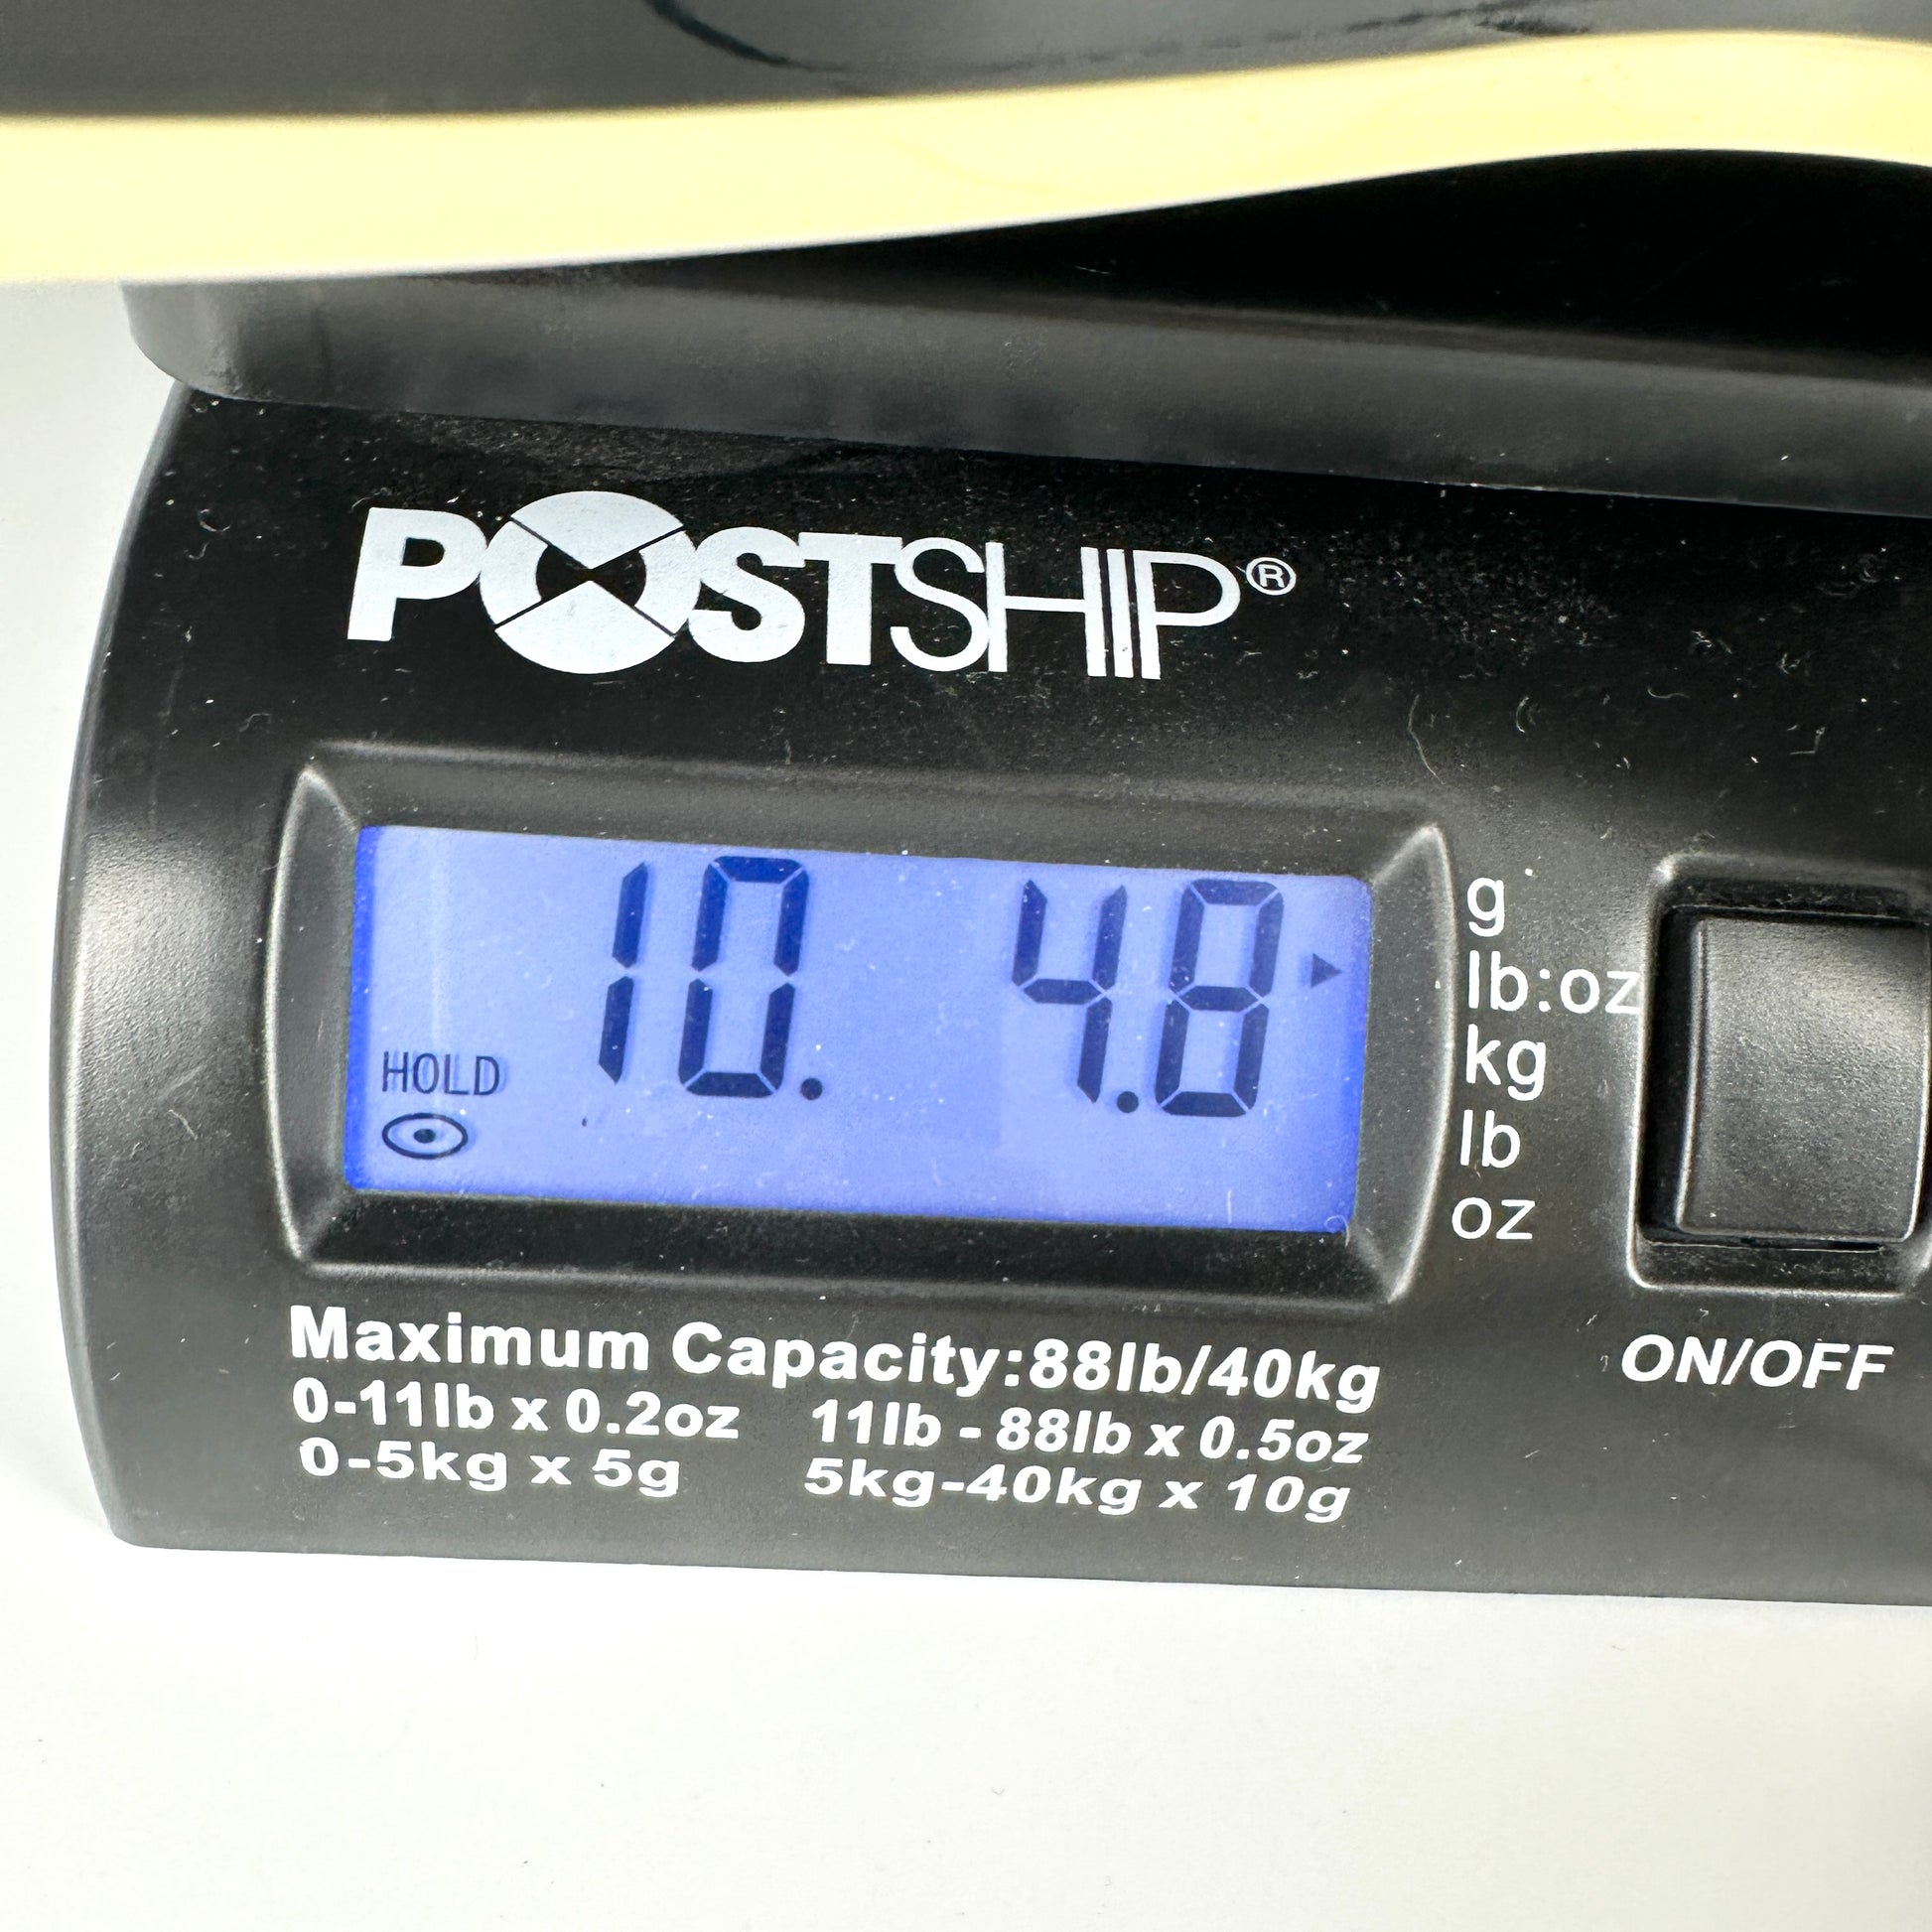 POSTSHIP®
10. 4.8
HOLD
g
lb:oz
kg
lb
oz
ON/OFF
Maximum Capacity:88lb/40kg
0-11lb x 0.2oz 11lb - 88lb x 0.5oz
0-5kg x 5g 5kg-40kg x 10g